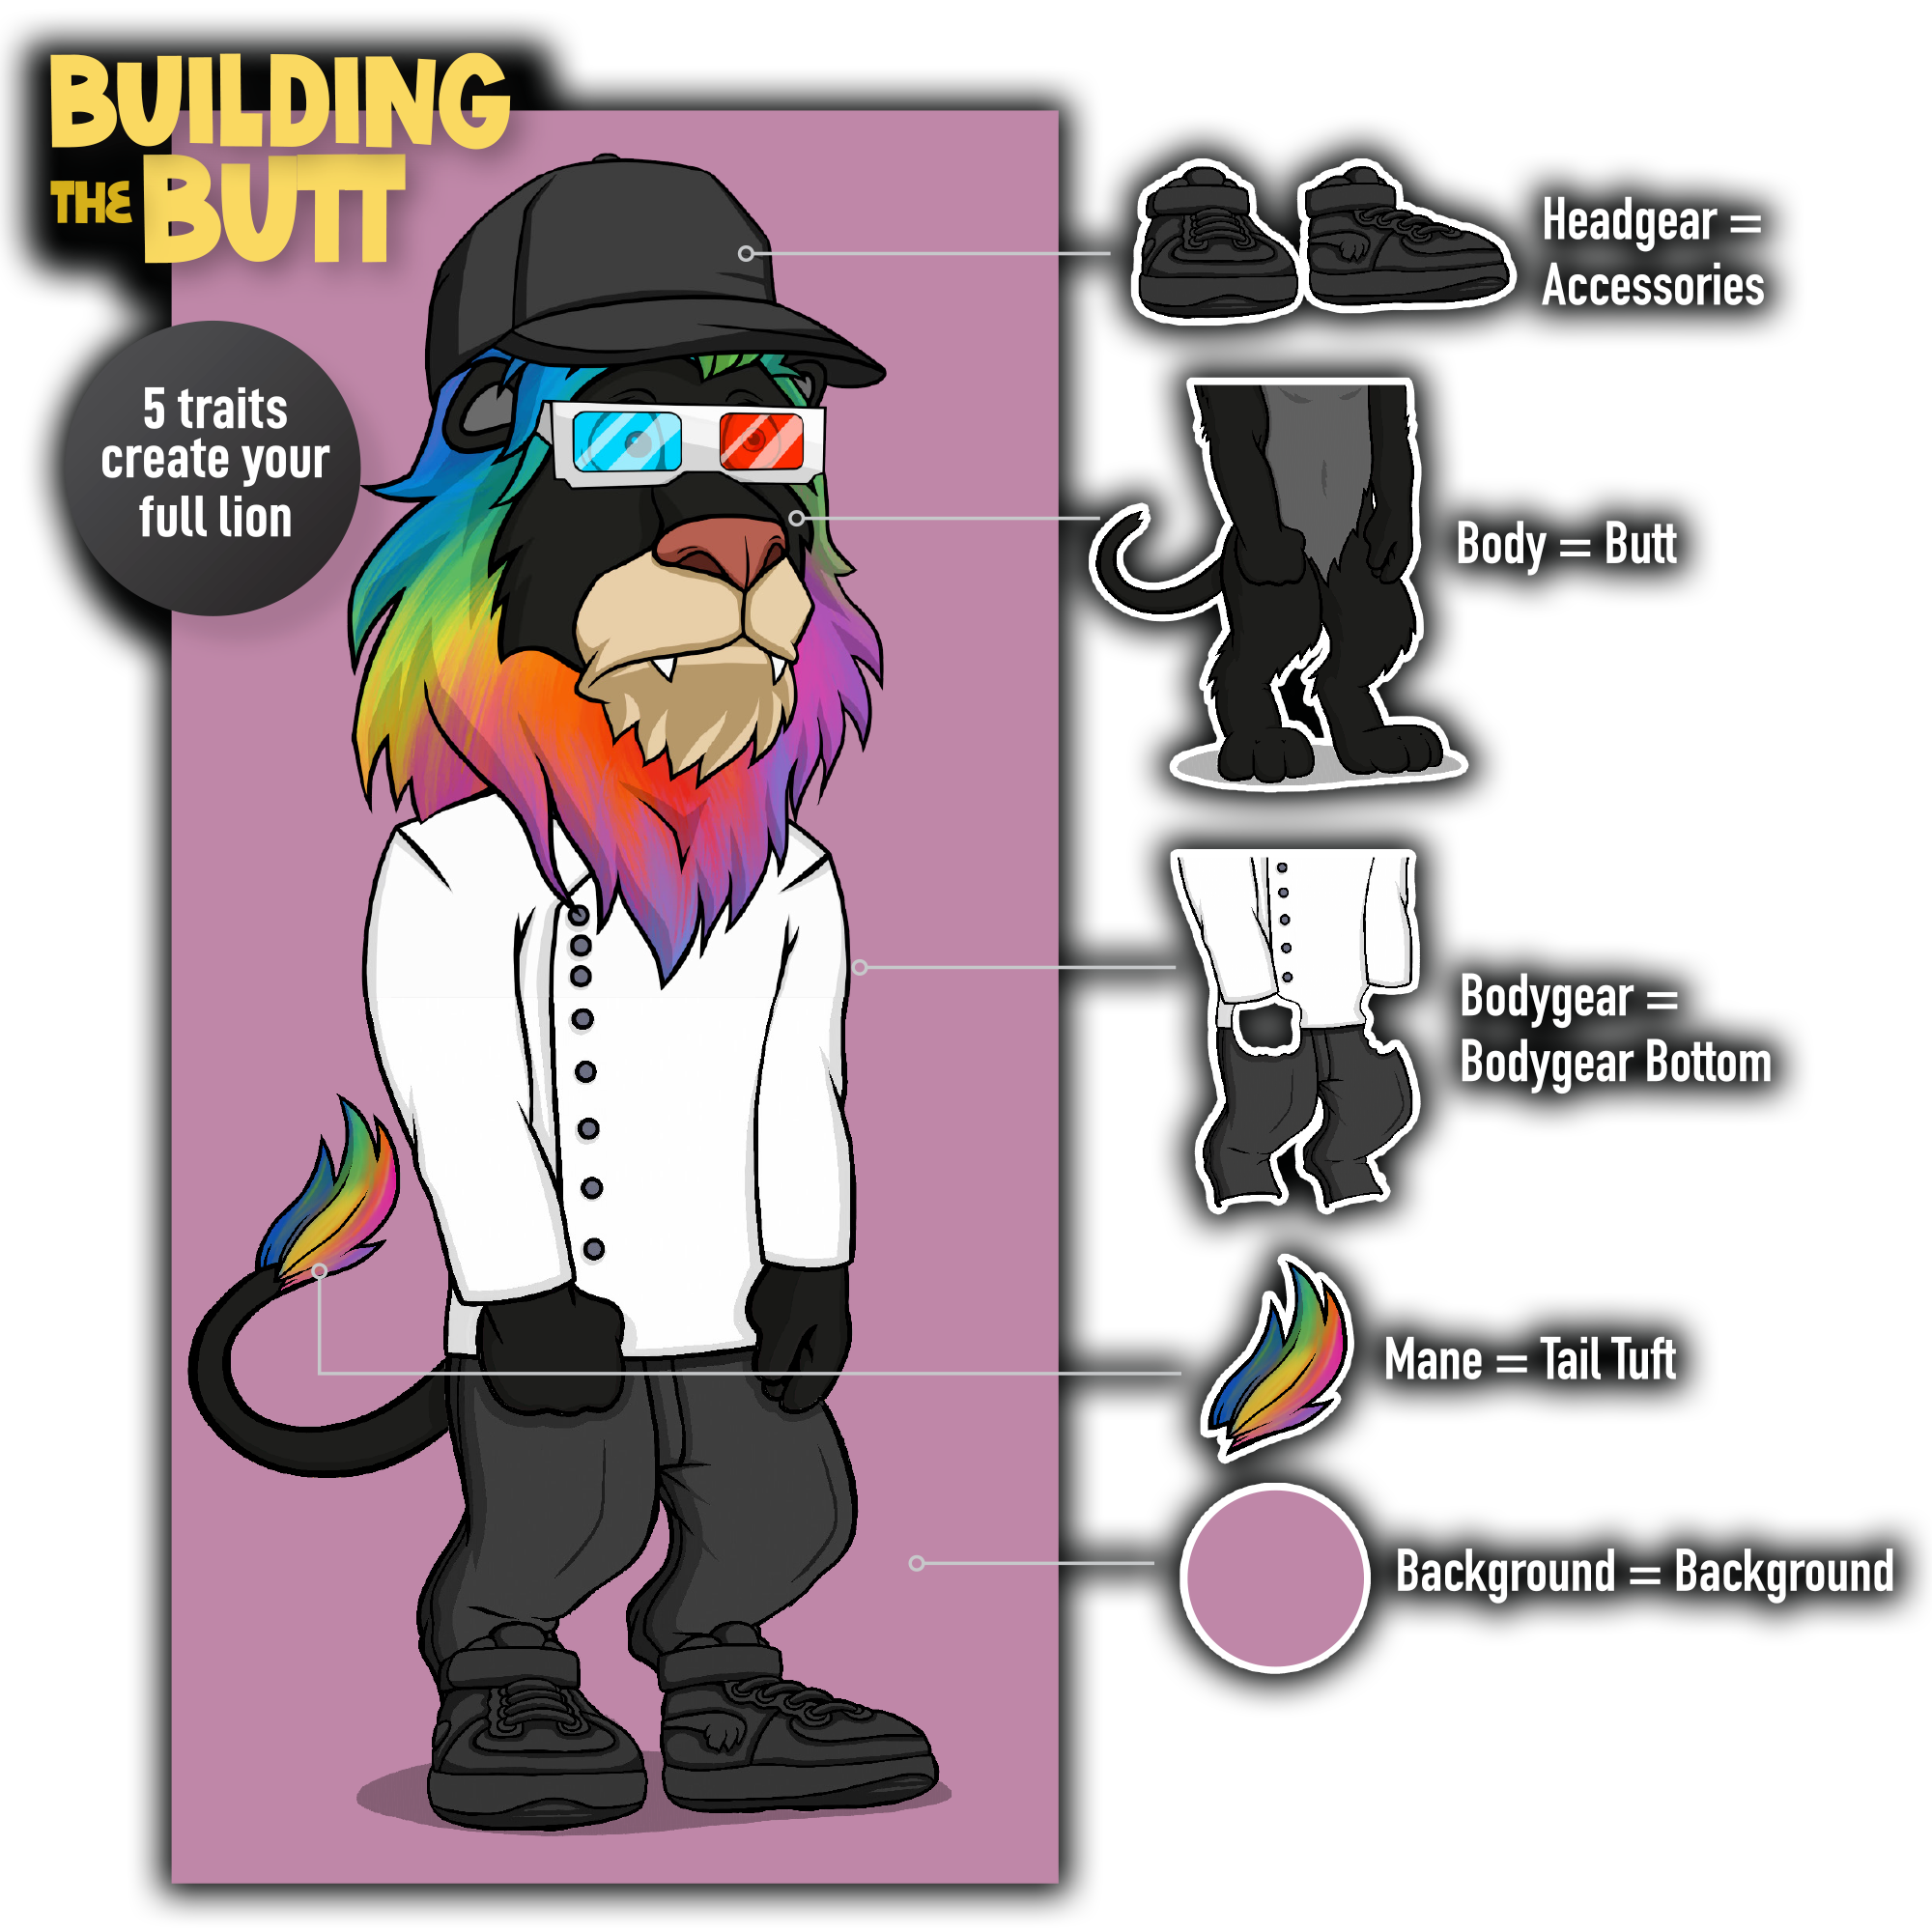 BUILDING
THE BUTT
5 traits
create your
full lion
Headgear =
Accessories
Body = Butt
Bodygear =
Bodygear Bottom
Mane = Tail Tuft
Background = Background